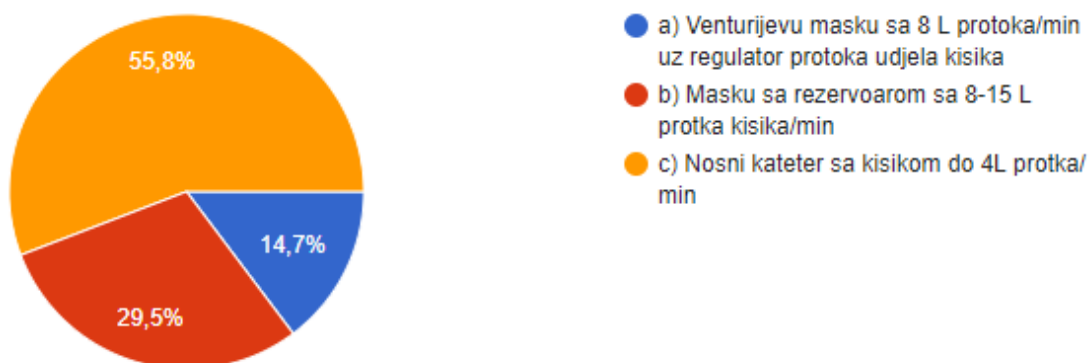 55,8%
14,7%
29,5%
a) Venturijevu masku sa 8 L protoka/min
uz regulator protoka udjela kisika
b) Masku sa rezervoarom sa 8-15 L
protka kisika/min
c) Nosni kateter sa kisikom do 4L protka/
min